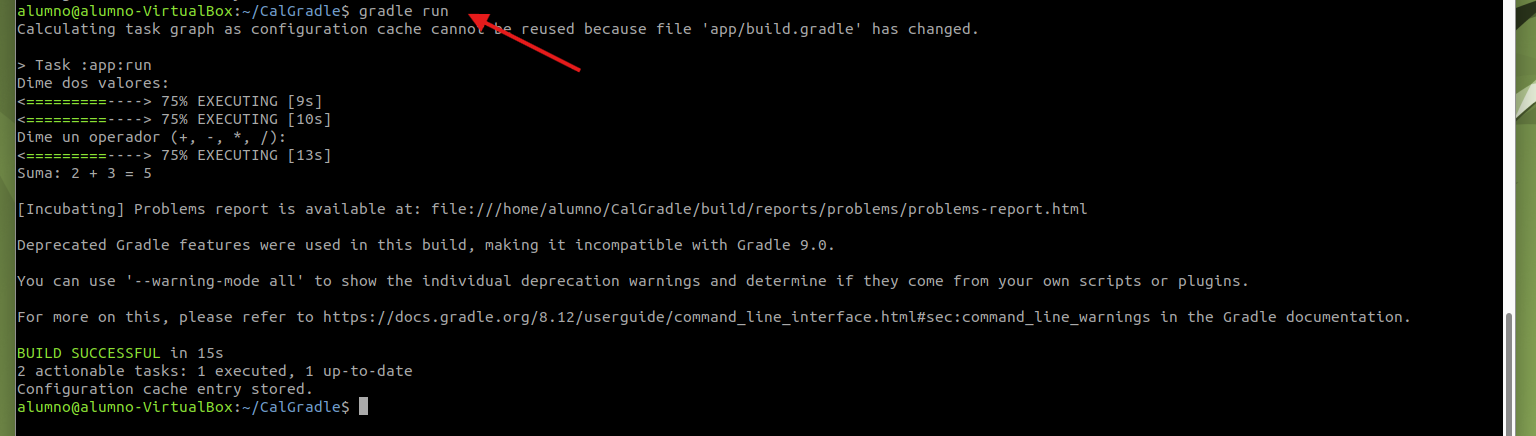 alumno@alumno-VirtualBox:~/CalGradle$ gradle run
Calculating task graph as configuration cache cannot be reused because file 'app/build.gradle' has changed.
> Task :app:run
Dime dos valores:
<=========----> 75% EXECUTING [9s]
<=========----> 75% EXECUTING [10s]
Dime un operador (+, -, *, /):
<=========----> 75% EXECUTING [13s]
Suma: 2 + 3 = 5
[Incubating] Problems report is available at: file:///home/alumno/CalGradle/build/reports/problems/problems-report.html
Deprecated Gradle features were used in this build, making it incompatible with Gradle 9.0.
You can use '--warning-mode all' to show the individual deprecation warnings and determine if they come from your own scripts or plugins.
For more on this, please refer to https://docs.gradle.org/8.12/userguide/command_line_interface.html#sec:command_line_warnings in the Gradle documentation.
BUILD SUCCESSFUL in 15s
2 actionable tasks: 1 executed, 1 up-to-date
Configuration cache entry stored.
alumno@alumno-VirtualBox:~/CalGradle$